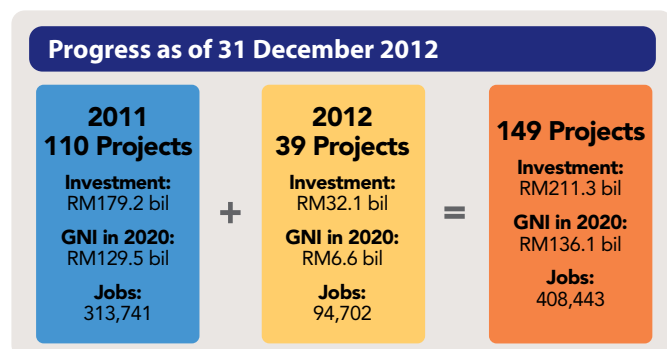 Progress as of 31 December 2012
2011
110 Projects
Investment:
RM179.2 bil
GNI in 2020:
RM129.5 bil
Jobs:
313,741
+
2012
39 Projects
Investment:
RM32.1 bil
GNI in 2020:
RM6.6 bil
Jobs:
94,702
=
149 Projects
Investment:
RM211.3 bil
GNI in 2020:
RM136.1 bil
Jobs:
408,443